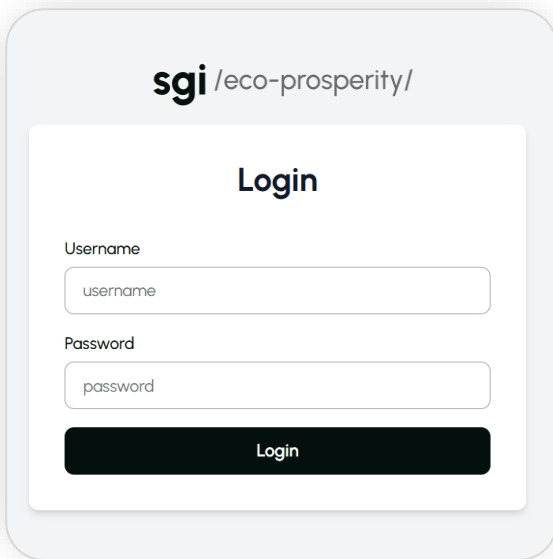 sgi /eco-prosperity/
Login
Username
username
Password
password
Login